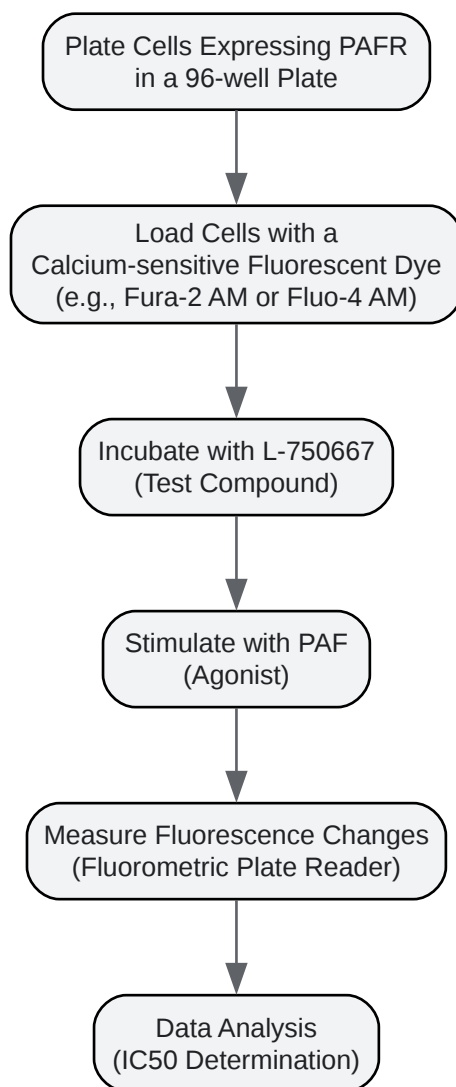 Plate Cells Expressing PAFR
in a 96-well Plate
Load Cells with a
Calcium-sensitive Fluorescent Dye
(e.g., Fura-2 AM or Fluo-4 AM)
Incubate with L-750667
(Test Compound)
Stimulate with PAF
(Agonist)
Measure Fluorescence Changes
(Fluorometric Plate Reader)
Data Analysis
(IC50 Determination)